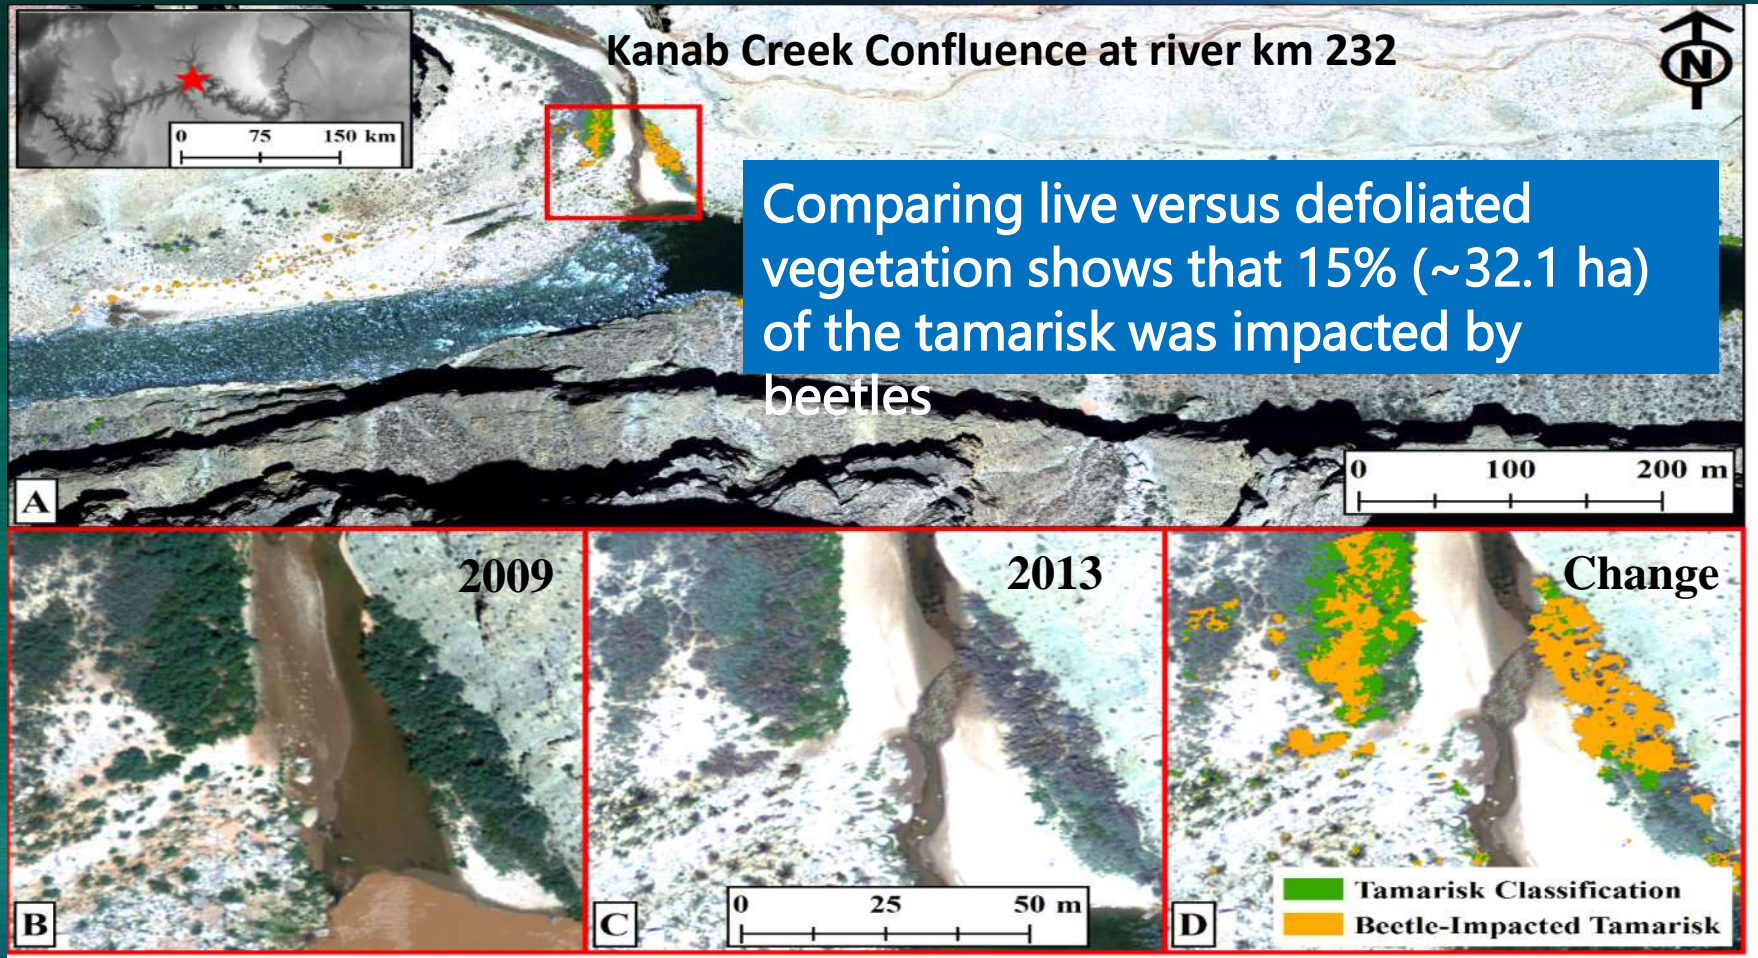 Kanab Creek Confluence at river km 232
N
0 75 150 km
Comparing live versus defoliated
vegetation shows that 15% (~32.1 ha)
of the tamarisk was impacted by
beetles
0 100 200 m
A
2009
2013
Change
0 25 50 m
Tamarisk Classification
Beetle-Impacted Tamarisk
B
C
D